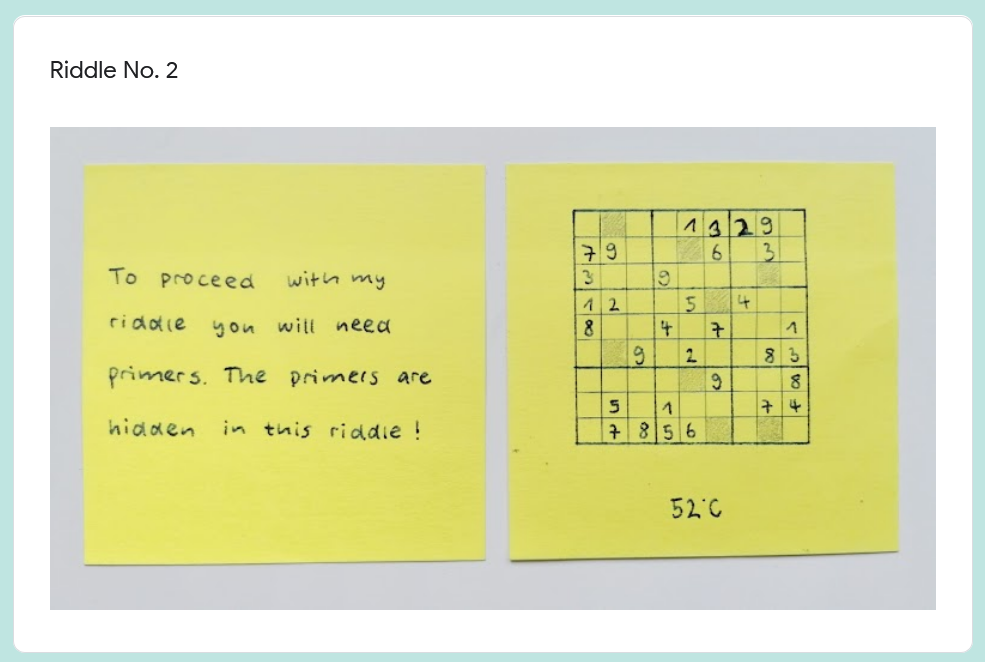 Riddle No. 2
To proceed with my
riddle you will need
primers. The primers are
hidden in this riddle !
1 3 2 9
7 9 6 3
3 9
1 2 5 4
8 4 7 1
9 2 8 3
9 8
5 1 7 4
7 8 5 6
52°C